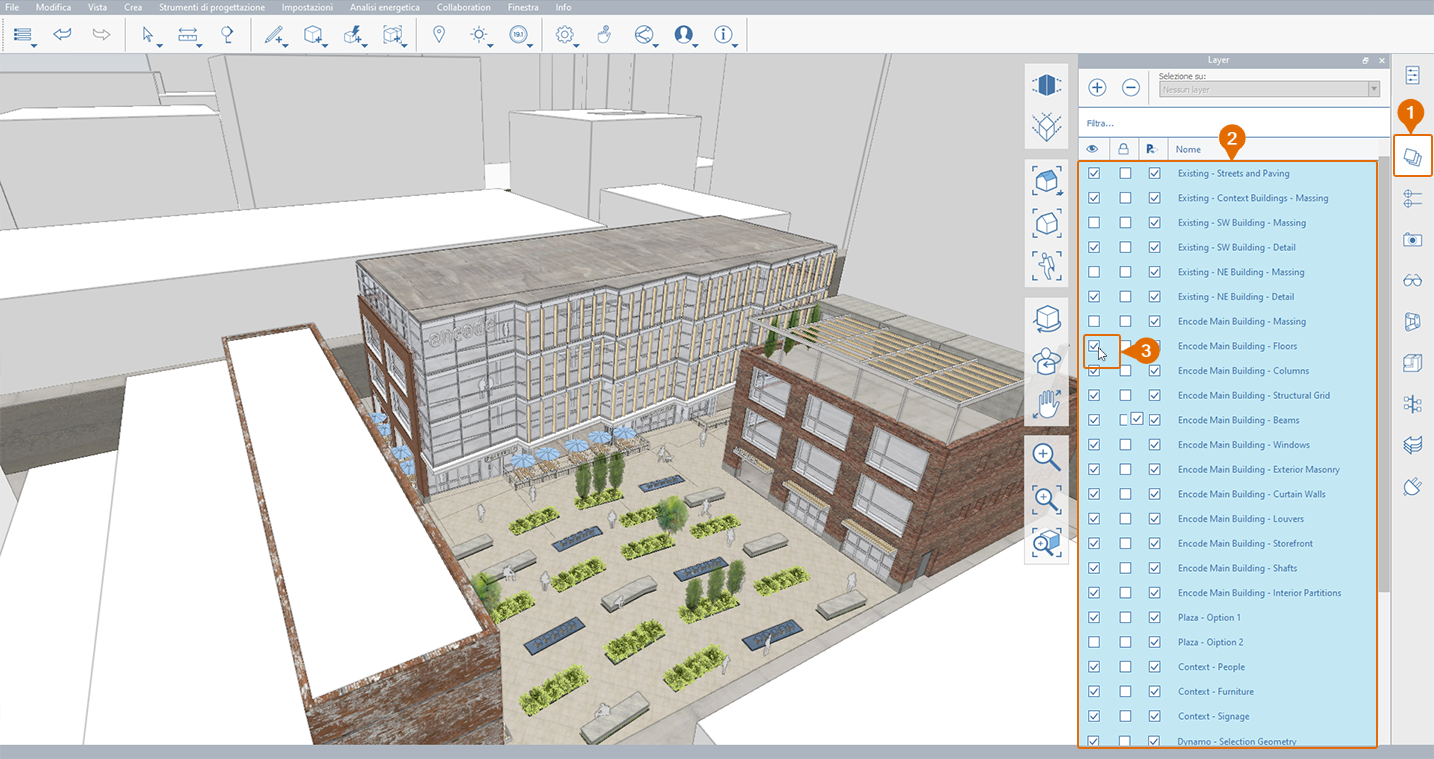 File Modifica Vista Crea Strumenti di progettazione Impostazioni Analisi energetica Collaboration Finestra Info
19.1
Layer
Selezione su:
Nessun layer
Filtra...
1
2
Nome
Existing - Streets and Paving
Existing - Context Buildings - Massing
Existing - SW Building - Massing
Existing - SW Building - Detail
Existing - NE Building - Massing
Existing - NE Building - Detail
Encode Main Building - Massing
Encode Main Building - Floors
3
Encode Main Building - Columns
Encode Main Building - Structural Grid
Encode Main Building - Beams
Encode Main Building - Windows
Encode Main Building - Exterior Masonry
Encode Main Building - Curtain Walls
Encode Main Building - Louvers
Encode Main Building - Storefront
Encode Main Building - Shafts
Encode Main Building - Interior Partitions
Plaza - Option 1
Plaza - Oiption 2
Context - People
Context - Furniture
Context - Signage
Dynamo - Selection Geometry
encode